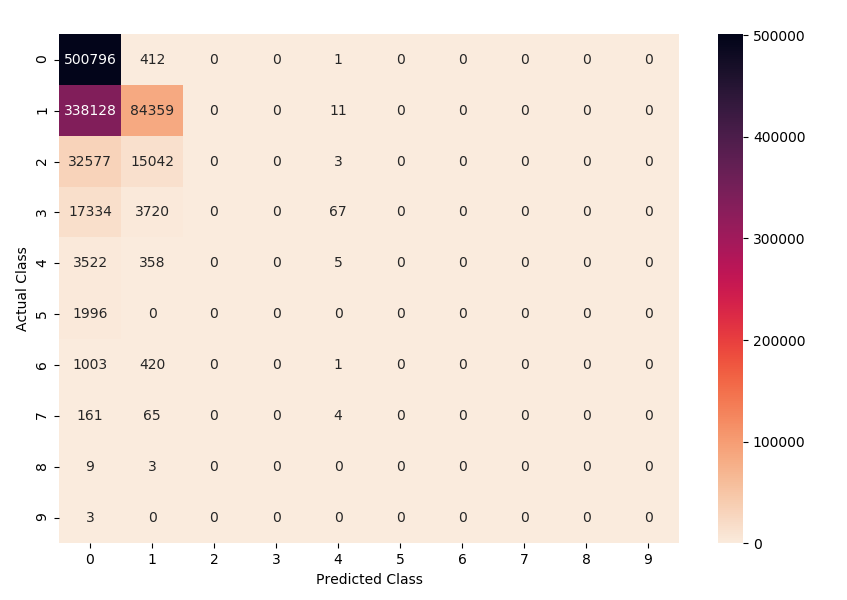 0 500796 412 0 0 1 0 0 0 0 0
1 338128 84359 0 0 11 0 0 0 0 0
2 32577 15042 0 0 3 0 0 0 0 0
3 17334 3720 0 0 67 0 0 0 0 0
4 3522 358 0 0 5 0 0 0 0 0
5 1996 0 0 0 0 0 0 0 0 0
6 1003 420 0 0 1 0 0 0 0 0
7 161 65 0 0 4 0 0 0 0 0
8 9 3 0 0 0 0 0 0 0 0
9 3 0 0 0 0 0 0 0 0 0
0 1 2 3 4 5 6 7 8 9
Predicted Class
Actual Class
500000
400000
300000
200000
100000
0